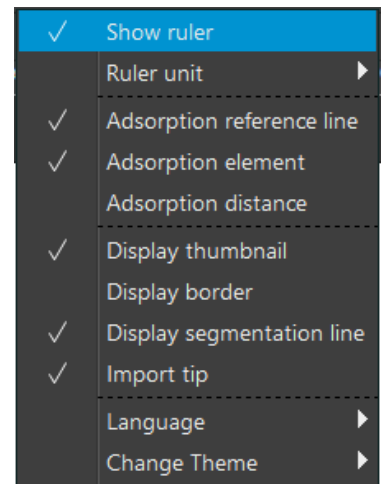 Show ruler
Ruler unit
Adsorption reference line
Adsorption element
Adsorption distance
Display thumbnail
Display border
Display segmentation line
Import tip
Language
Change Theme